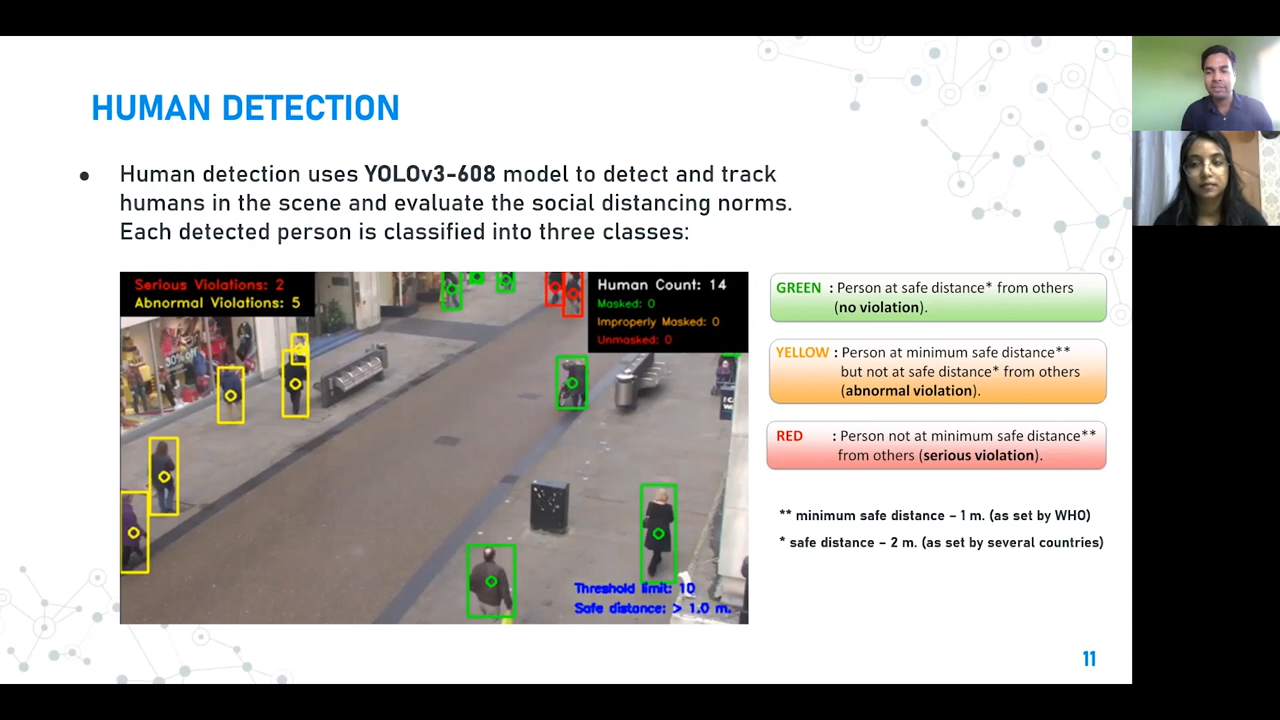 HUMAN DETECTION
● Human detection uses YOLOv3-608 model to detect and track
humans in the scene and evaluate the social distancing norms.
Each detected person is classified into three classes:
Serious Violations: 2
Abnormal Violations: 5
Human Count: 14
Masked: 0
Improperly Masked: 0
Unmasked: 0
30% off
Threshold limit: 10
Safe distance: > 1.0 m.
GREEN : Person at safe distance* from others
(no violation).
YELLOW : Person at minimum safe distance**
but not at safe distance* from others
(abnormal violation).
RED : Person not at minimum safe distance**
from others (serious violation).
** minimum safe distance – 1 m. (as set by WHO)
* safe distance – 2 m. (as set by several countries)
11